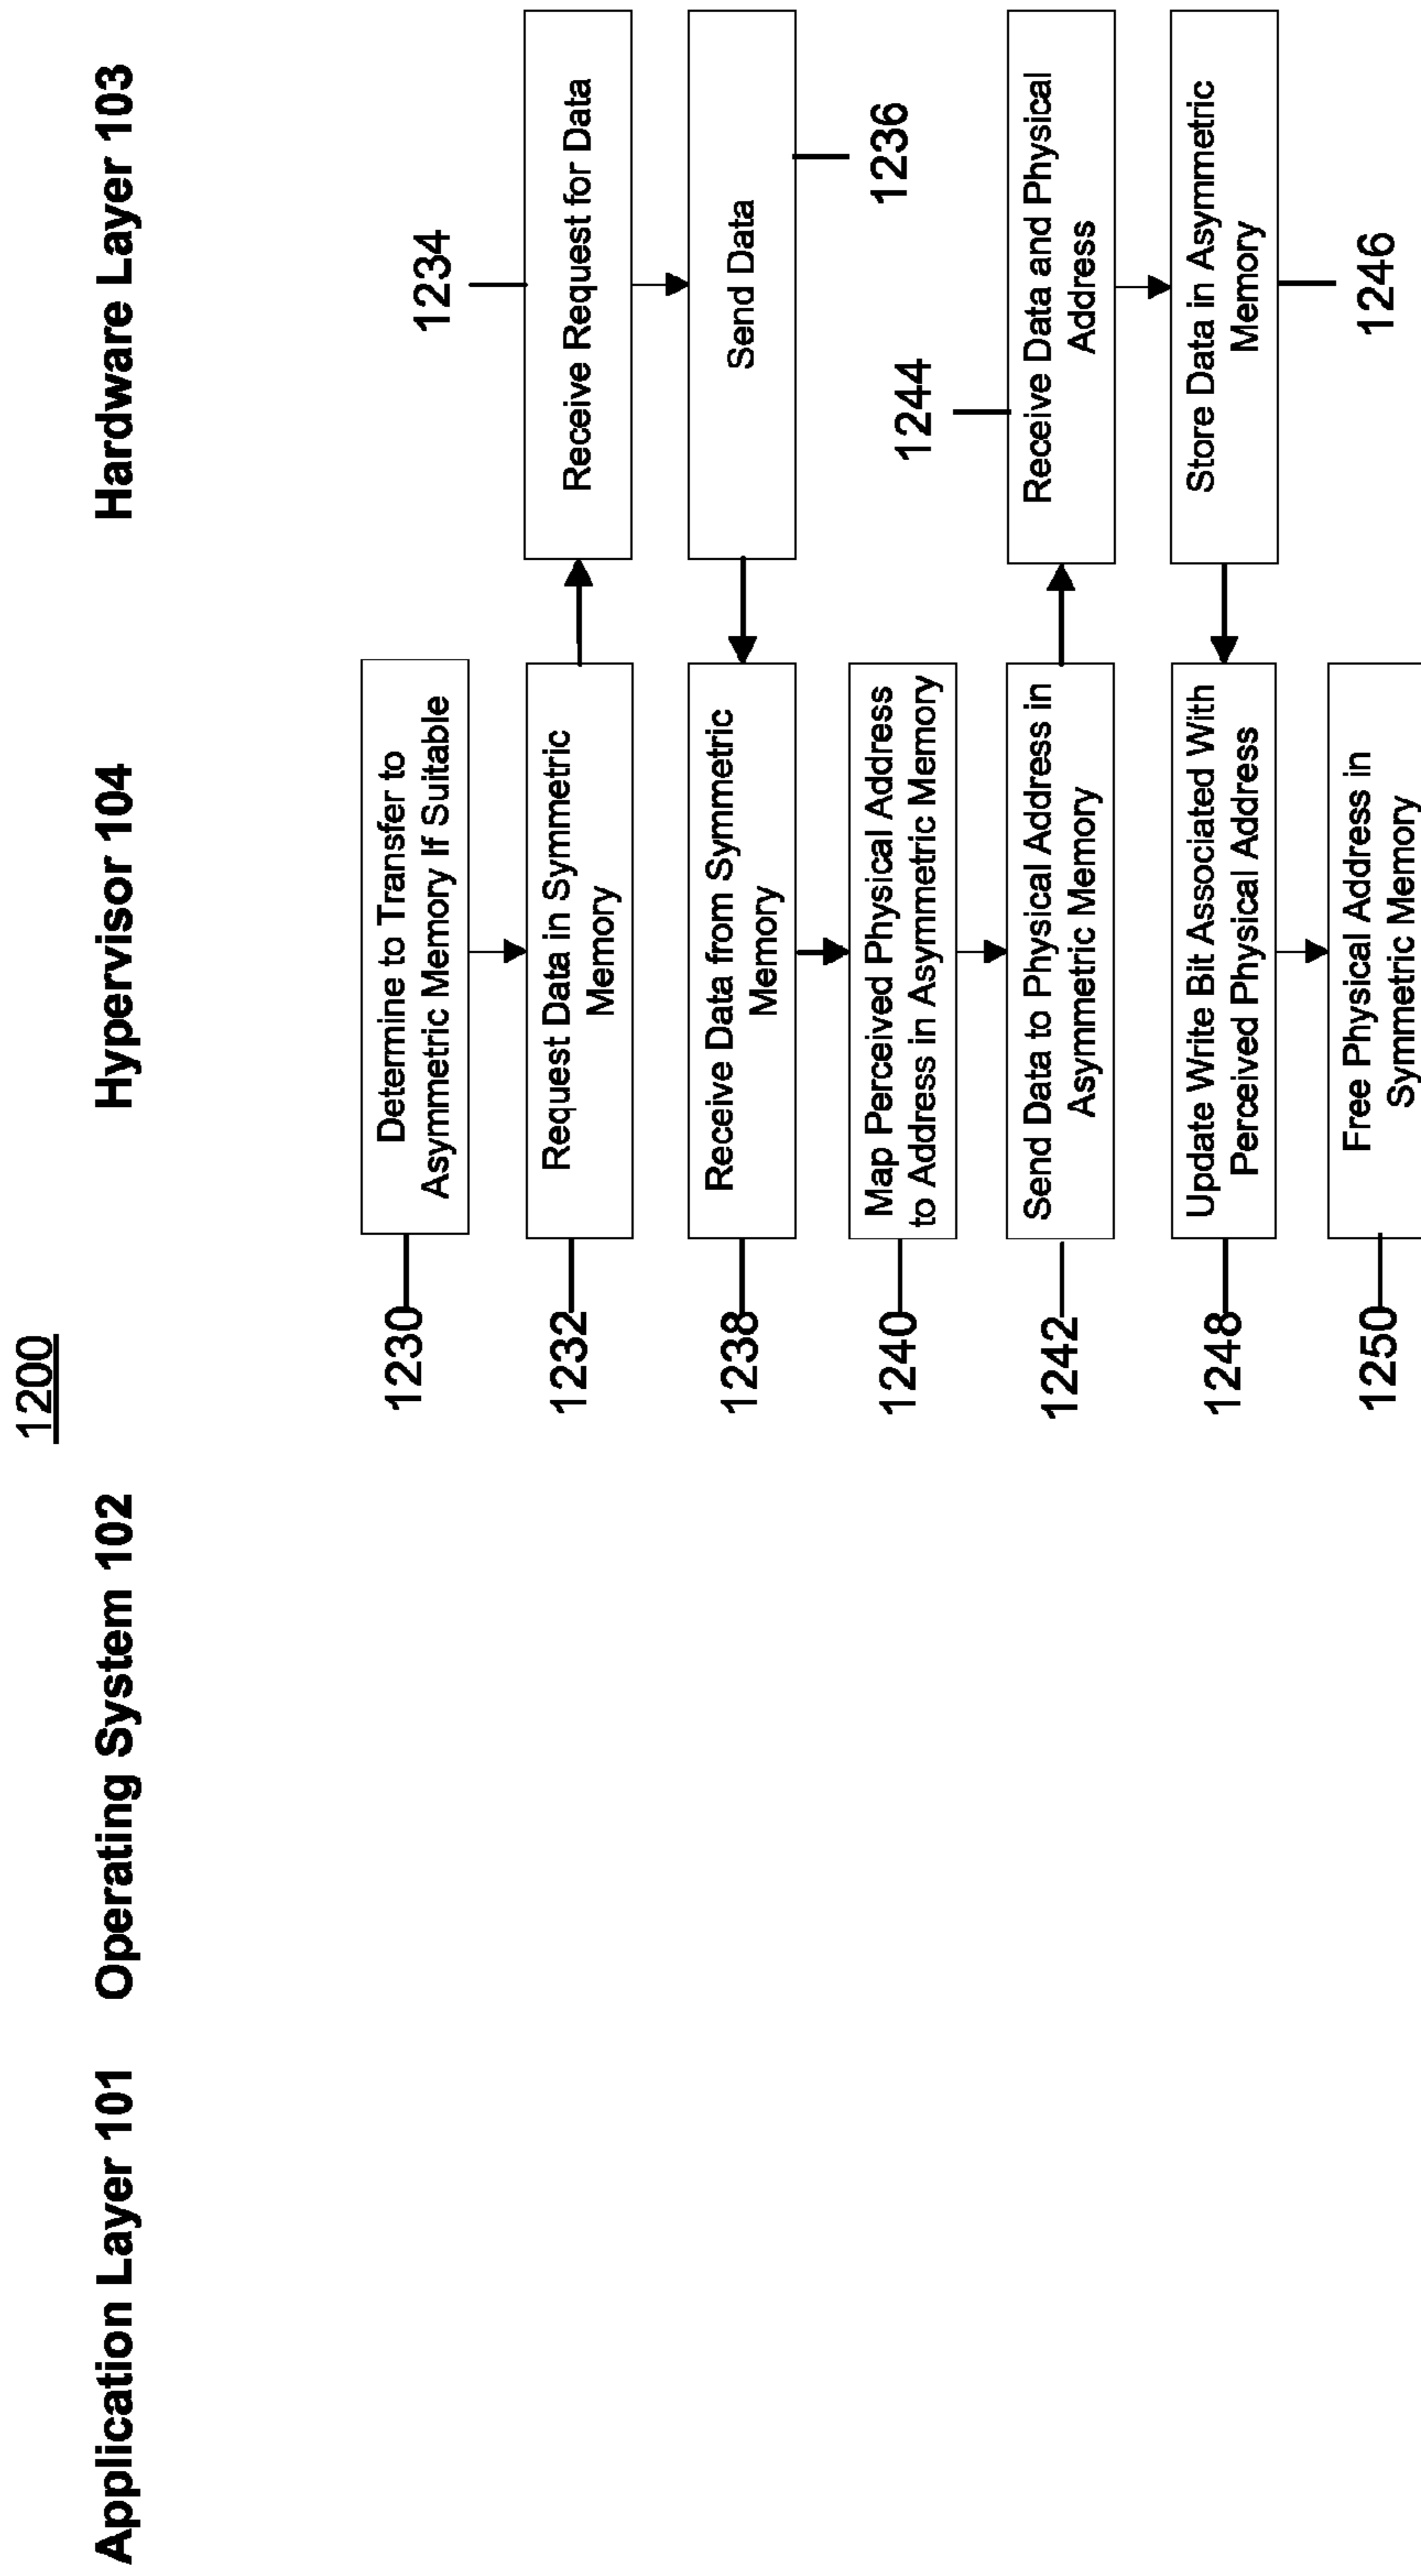 1200
Application Layer 101
Operating System 102
Hypervisor 104
Hardware Layer 103
1230
Determine to Transfer to
Asymmetric Memory If Suitable
1232
Request Data in Symmetric
Memory
1234
Receive Request for Data
Send Data
1236
1238
Receive Data from Symmetric
Memory
1240
Map Perceived Physical Address
to Address in Asymmetric Memory
1242
Send Data to Physical Address in
Asymmetric Memory
1244
Receive Data and Physical
Address
Store Data in Asymmetric
Memory
1246
1248
Update Write Bit Associated With
Perceived Physical Address
1250
Free Physical Address in
Symmetric Memory